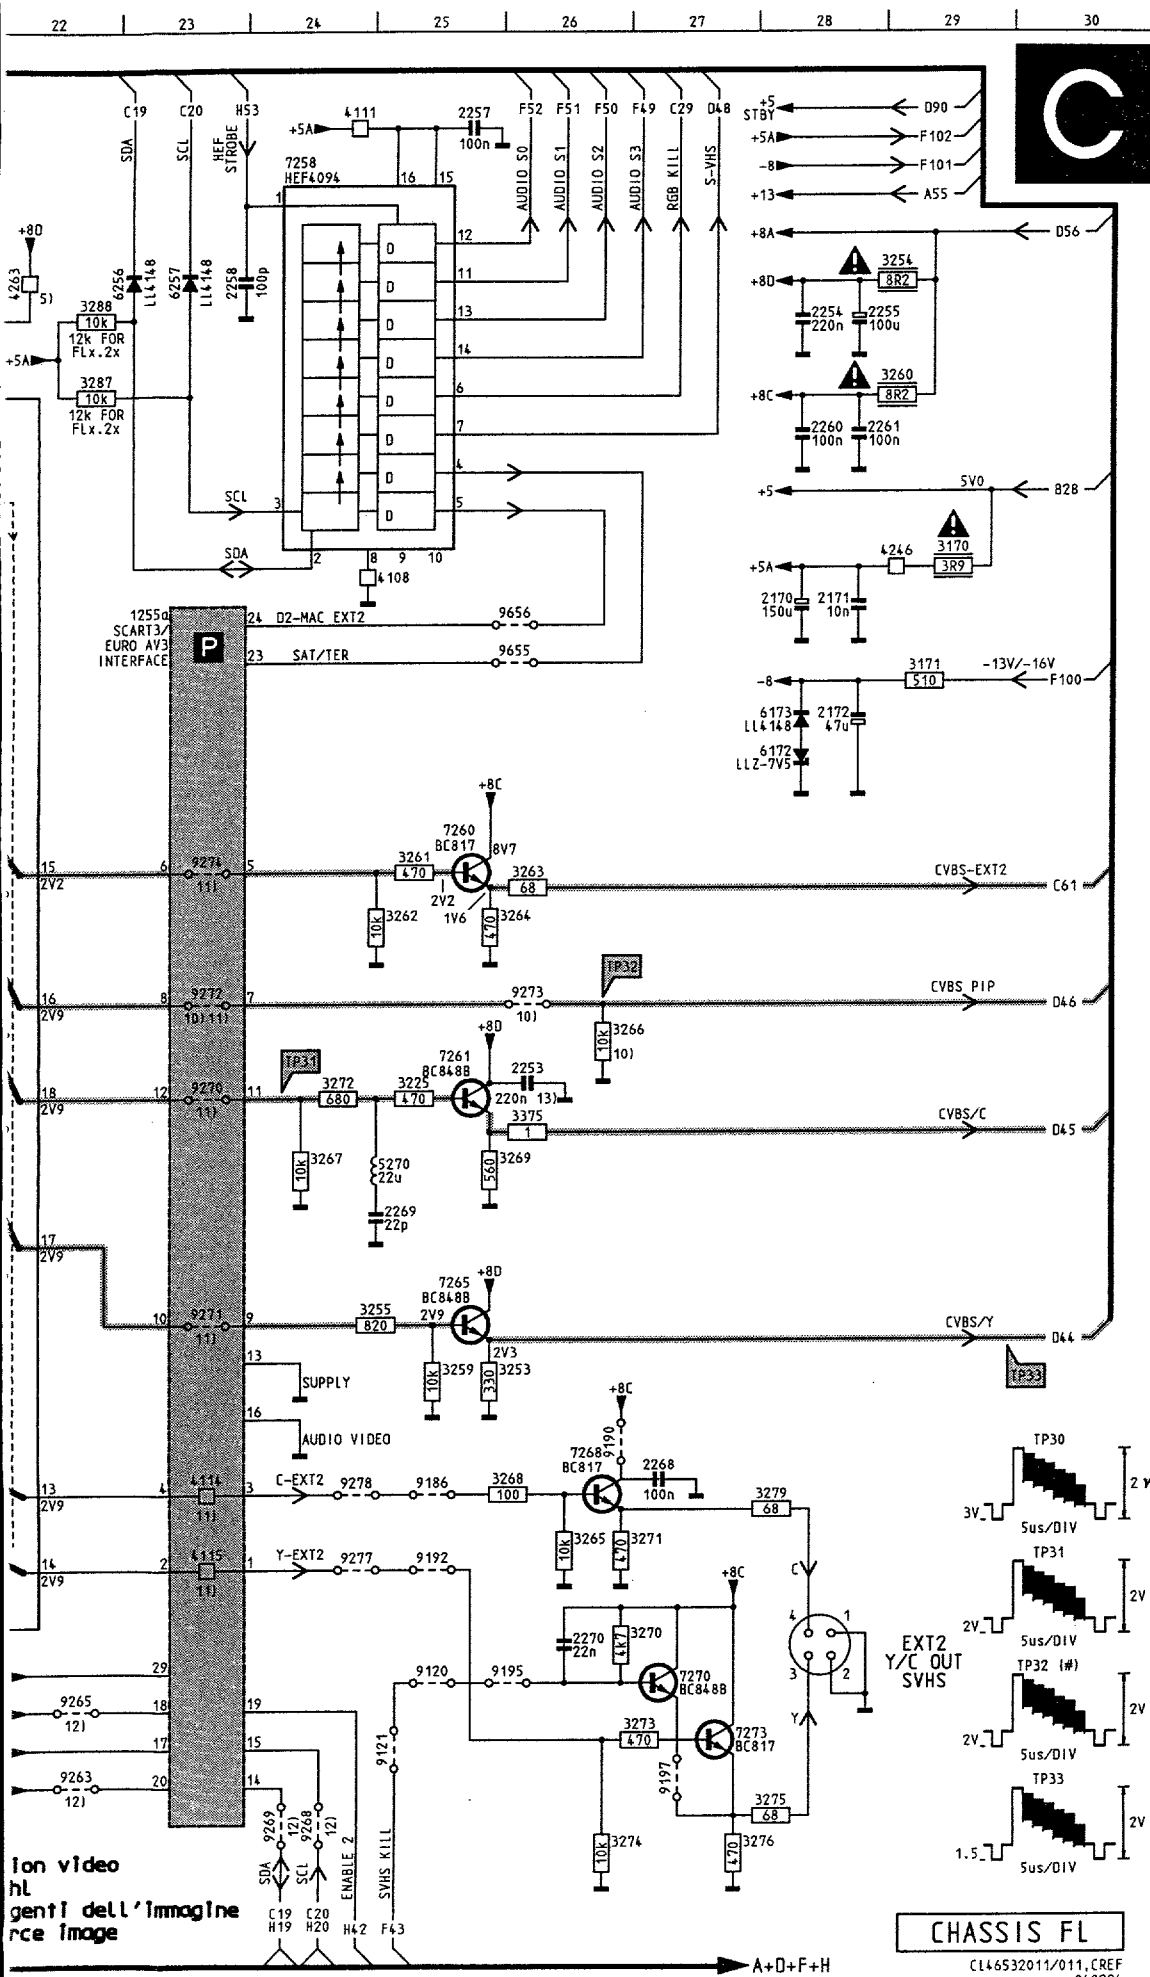 22 23 24 25 26 27 28 29 30
C
C19 C20 H53 4111 2257 F52 F51 F50 F49 C29 D48
+5A 100n
SDA SCL HEF STROBE
AUDIO S0 AUDIO S1 AUDIO S2 AUDIO S3 RGB KILL S-VHS
+5 STBY D90
+5A F102
-8 F101
+13 A55
+8A D56
7258
HEF4094
16 15
1
12
11
13
14
6
7
4
5
3
2 8 9 10
D
D
D
D
D
D
D
D
+8D
4263
5)
6256
LL4148
6257
LL4148
2258
100p
3288
10k
12k FOR
FLx.2x
+5A
3287
10k
12k FOR
FLx.2x
SCL
SDA
4108
+8D 3254
8R2
2254
220n
2255
100u
+8C 3260
8R2
2260
100n
2261
100n
+5 5V0 B28
+5A 4246 3170
3R9
2170
150u
2171
10n
-8 3171 -13V/-16V F100
510
6173
LL4148
2172
47u
6172
LLZ-7V5
1255a
SCART3/
EURO AV3
INTERFACE
P
24 D2-MAC EXT2 9656
23 SAT/TER 9655
+8C
7260
BC817
8V7
15 6 9274 5 3261 3263 CVBS-EXT2 C61
2V2 11) 470 2V2 68
1V6
3262
10k
3264
470
TP32
16 8 9272 7 9273 CVBS PIP D46
2V9 10)11) 10)
3266
10k
10)
+8D
TP31 7261
BC848B
2253
220n 13)
18 12 9270 11 3272 3225
2V9 11) 680 470
3375 CVBS/C D45
1
3267
10k
5270
22u
3269
560
2269
22p
17
2V9
+8D
7265
BC848B
10 9271 9 3255 2V9
11) 820
CVBS/Y D44
2V3
3259
10k
3253
330
TP33
13
SUPPLY
16
AUDIO VIDEO
+8C
9190
7268
BC817
2268
100n
13 4 4114 3 C-EXT2 9278 9186 3268
2V9 11) 100
3279
68
3265
10k
3271
470
14 2 4115 1 Y-EXT2 9277 9192
2V9 11)
+8C
C
2270
22n
3270
4k7
4 1
3 2
EXT2
Y/C OUT
SVHS
9120 9195 7270
BC848B
29
9265 18 19
12)
17 15
9263 20 14
12)
9121
3273
470
7273
BC817
Y
9197
3275
68
3274
10k
3276
470
9269
12)
9268
12)
SDA SCL ENABLE 2 SVHS KILL
C19
H19
C20
H20
H42 F43
TP30
3V
5us/DIV
TP31
2V 2V
5us/DIV
TP32 (#)
2V 2V
5us/DIV
TP33
1.5 2V
5us/DIV
ion video
hl
genti dell'immagine
rce image
A+D+F+H
CHASSIS FL
CL46532011/011,CREF